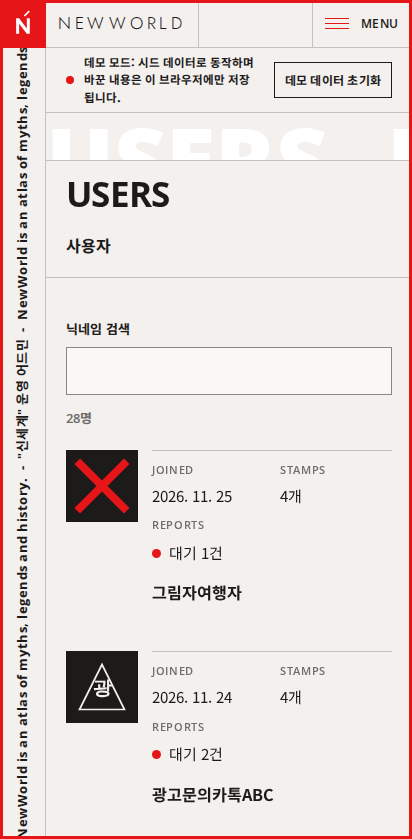 Ń
NEWWORLD
MENU
데모 모드: 시드 데이터로 동작하며
바꾼 내용은 이 브라우저에만 저장
됩니다.
데모 데이터 초기화
USERS
USERS
사용자
닉네임 검색
28명
JOINED
STAMPS
2026. 11. 25
4개
REPORTS
대기 1건
그림자여행자
광
JOINED
STAMPS
2026. 11. 24
4개
REPORTS
대기 2건
광고문의카톡ABC
NewWorld is an atlas of myths, legends and history. - "신세계" 운영 어드민 - NewWorld is an atlas of myths, legends